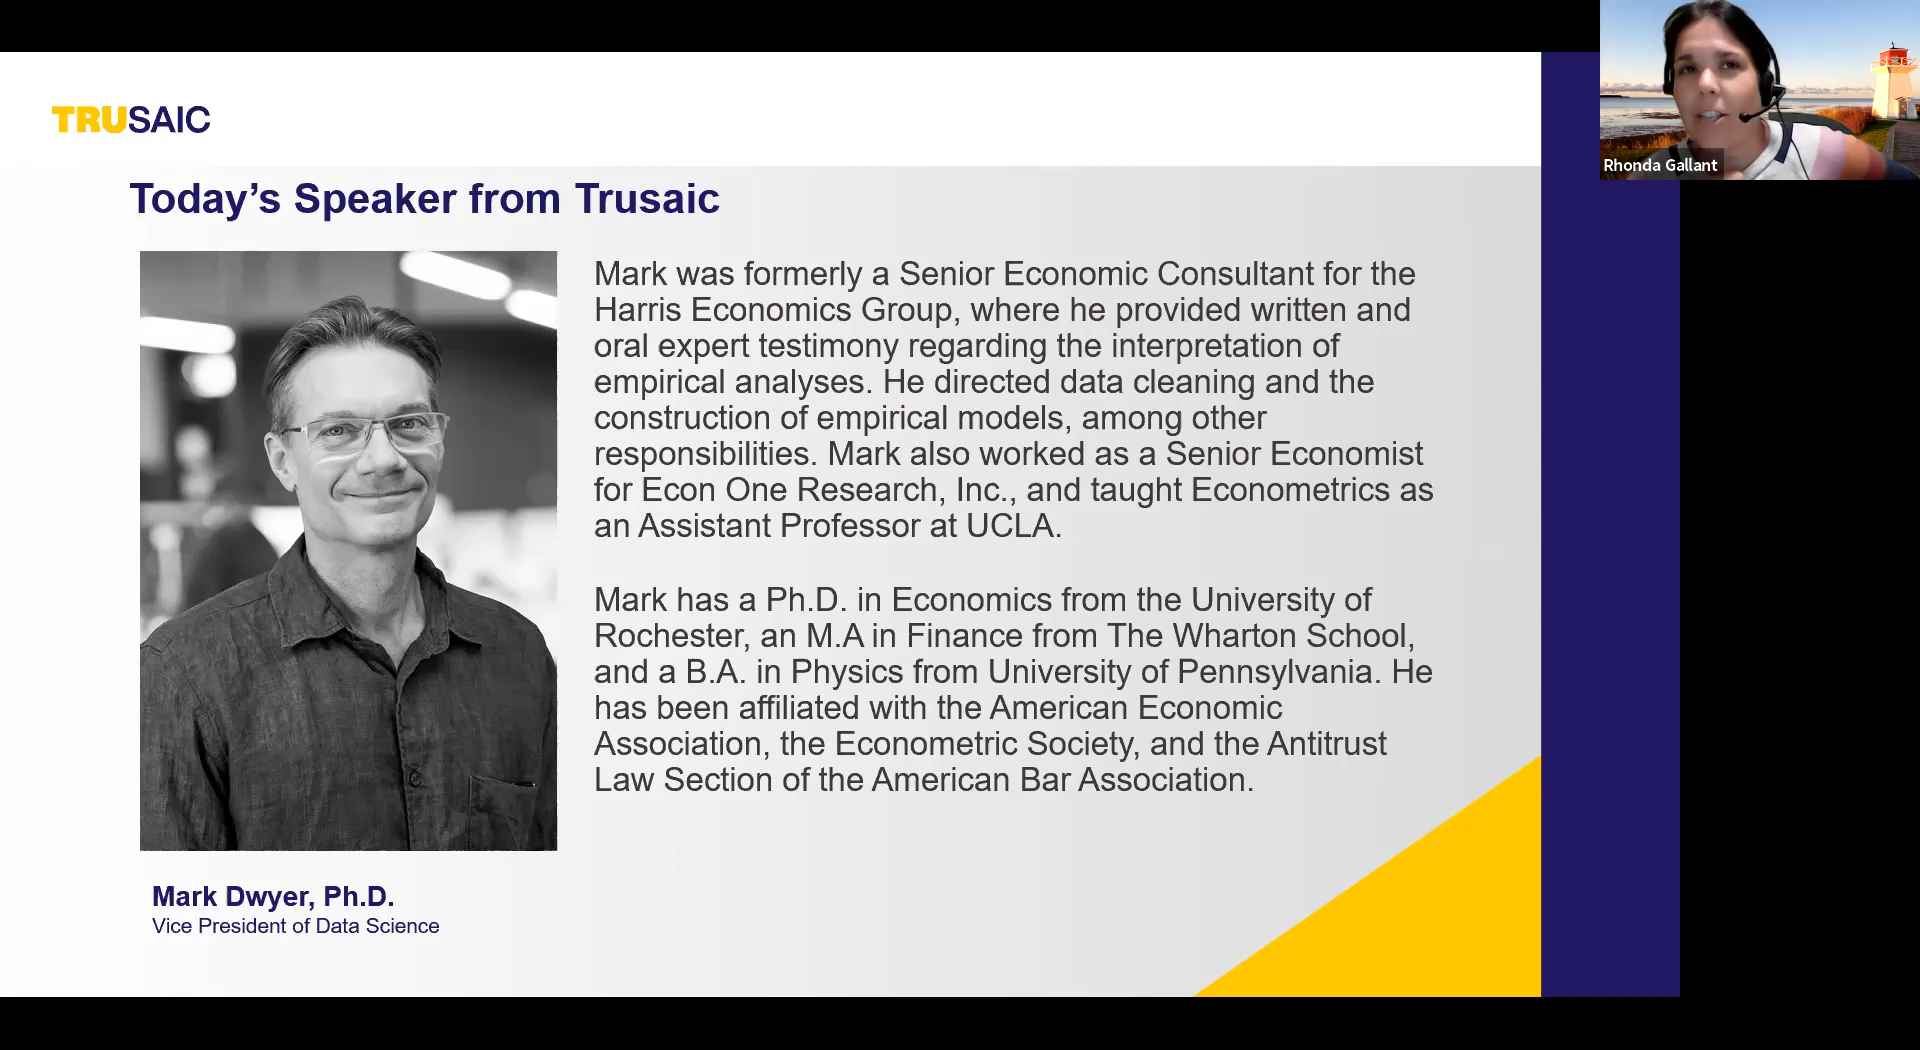 TRUSAIC
Rhonda Gallant
Today’s Speaker from Trusaic
Mark was formerly a Senior Economic Consultant for the
Harris Economics Group, where he provided written and
oral expert testimony regarding the interpretation of
empirical analyses. He directed data cleaning and the
construction of empirical models, among other
responsibilities. Mark also worked as a Senior Economist
for Econ One Research, Inc., and taught Econometrics as
an Assistant Professor at UCLA.
Mark has a Ph.D. in Economics from the University of
Rochester, an M.A in Finance from The Wharton School,
and a B.A. in Physics from University of Pennsylvania. He
has been affiliated with the American Economic
Association, the Econometric Society, and the Antitrust
Law Section of the American Bar Association.
Mark Dwyer, Ph.D.
Vice President of Data Science